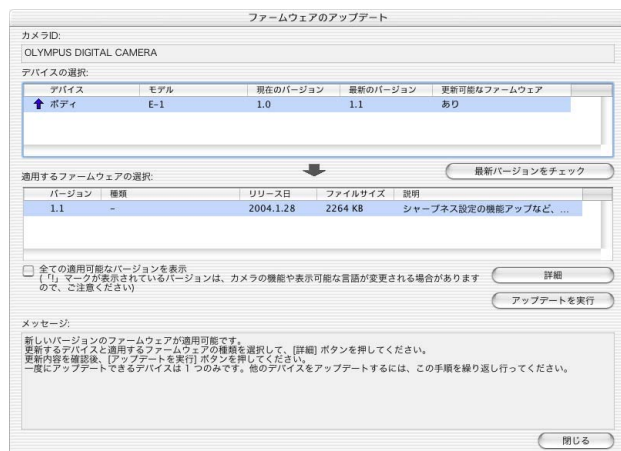 ファームウェアのアップデート
カメラID:
OLYMPUS DIGITAL CAMERA
デバイスの選択:
デバイス モデル 現在のバージョン 最新のバージョン 更新可能なファームウェア
ボディ E-1 1.0 1.1 あり
最新バージョンをチェック
適用するファームウェアの選択:
バージョン 種類 リリース日 ファイルサイズ 説明
1.1 - 2004.1.28 2264 KB シャープネス設定の機能アップなど、...
全ての適用可能なバージョンを表示
(「!」マークが表示されているバージョンは、カメラの機能や表示可能な言語が変更される場合があります
ので、ご注意ください)
詳細
アップデートを実行
メッセージ:
新しいバージョンのファームウェアが適用可能です。
更新するデバイスと適用するファームウェアの種類を選択して、[詳細] ボタンを押してください。
更新内容を確認後、[アップデートを実行] ボタンを押してください。
一度にアップデートできるデバイスは 1 つのみです。他のデバイスをアップデートするには、この手順を繰り返し行ってください。
閉じる